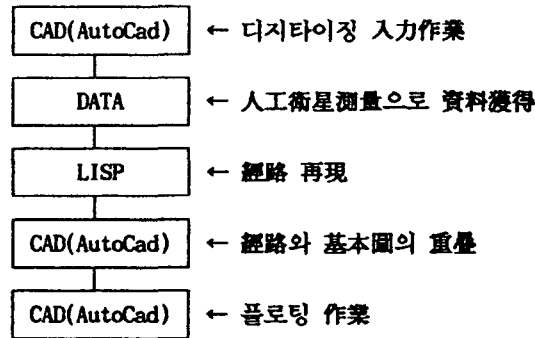 CAD(AutoCad) ← 디지타이징 入力作業
DATA ← 人工衛星測量으로 資料獲得
LISP ← 經路 再現
CAD(AutoCad) ← 經路와 基本圖의 重疊
CAD(AutoCad) ← 플로팅 作業